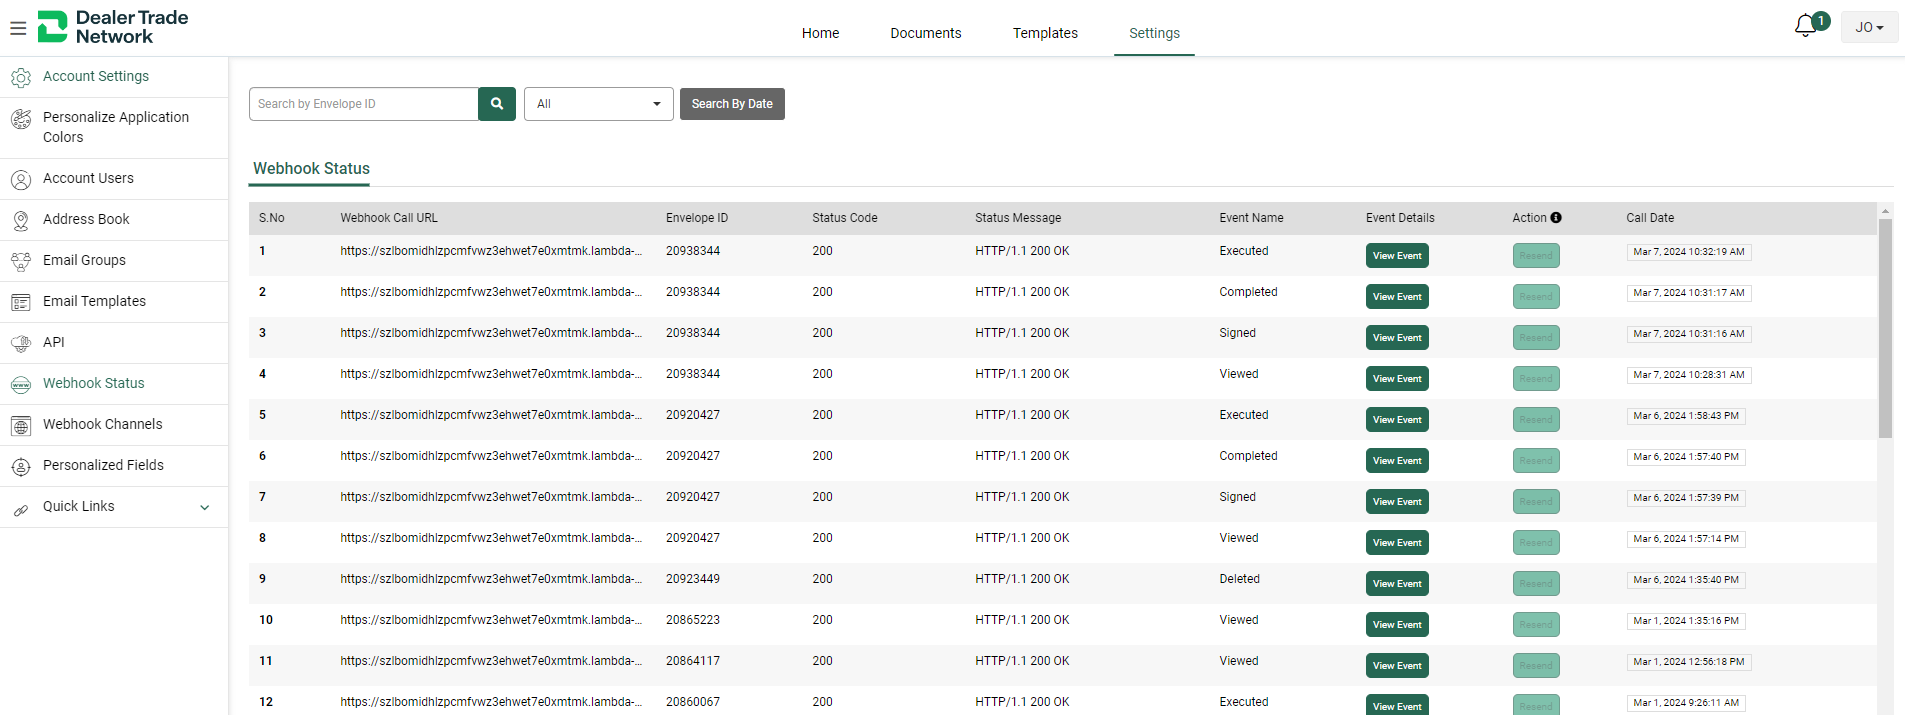 Dealer Trade
Network
Home Documents Templates Settings
1
JO
Account Settings
Personalize Application
Colors
Account Users
Address Book
Email Groups
Email Templates
API
Webhook Status
Webhook Channels
Personalized Fields
Quick Links
Search by Envelope ID All Search By Date
Webhook Status
S.No Webhook Call URL Envelope ID Status Code Status Message Event Name Event Details Action Call Date
1 https://szlbomidhlzpcmfvwz3ehwet7e0xmtmk.lambda-... 20938344 200 HTTP/1.1 200 OK Executed View Event Resend Mar 7, 2024 10:32:19 AM
2 https://szlbomidhlzpcmfvwz3ehwet7e0xmtmk.lambda-... 20938344 200 HTTP/1.1 200 OK Completed View Event Resend Mar 7, 2024 10:31:17 AM
3 https://szlbomidhlzpcmfvwz3ehwet7e0xmtmk.lambda-... 20938344 200 HTTP/1.1 200 OK Signed View Event Resend Mar 7, 2024 10:31:16 AM
4 https://szlbomidhlzpcmfvwz3ehwet7e0xmtmk.lambda-... 20938344 200 HTTP/1.1 200 OK Viewed View Event Resend Mar 7, 2024 10:28:31 AM
5 https://szlbomidhlzpcmfvwz3ehwet7e0xmtmk.lambda-... 20920427 200 HTTP/1.1 200 OK Executed View Event Resend Mar 6, 2024 1:58:43 PM
6 https://szlbomidhlzpcmfvwz3ehwet7e0xmtmk.lambda-... 20920427 200 HTTP/1.1 200 OK Completed View Event Resend Mar 6, 2024 1:57:40 PM
7 https://szlbomidhlzpcmfvwz3ehwet7e0xmtmk.lambda-... 20920427 200 HTTP/1.1 200 OK Signed View Event Resend Mar 6, 2024 1:57:39 PM
8 https://szlbomidhlzpcmfvwz3ehwet7e0xmtmk.lambda-... 20920427 200 HTTP/1.1 200 OK Viewed View Event Resend Mar 6, 2024 1:57:14 PM
9 https://szlbomidhlzpcmfvwz3ehwet7e0xmtmk.lambda-... 20923449 200 HTTP/1.1 200 OK Deleted View Event Resend Mar 6, 2024 1:35:40 PM
10 https://szlbomidhlzpcmfvwz3ehwet7e0xmtmk.lambda-... 20865223 200 HTTP/1.1 200 OK Viewed View Event Resend Mar 1, 2024 1:35:16 PM
11 https://szlbomidhlzpcmfvwz3ehwet7e0xmtmk.lambda-... 20864117 200 HTTP/1.1 200 OK Viewed View Event Resend Mar 1, 2024 12:56:18 PM
12 https://szlbomidhlzpcmfvwz3ehwet7e0xmtmk.lambda-... 20860067 200 HTTP/1.1 200 OK Executed View Event Resend Mar 1, 2024 9:26:11 AM